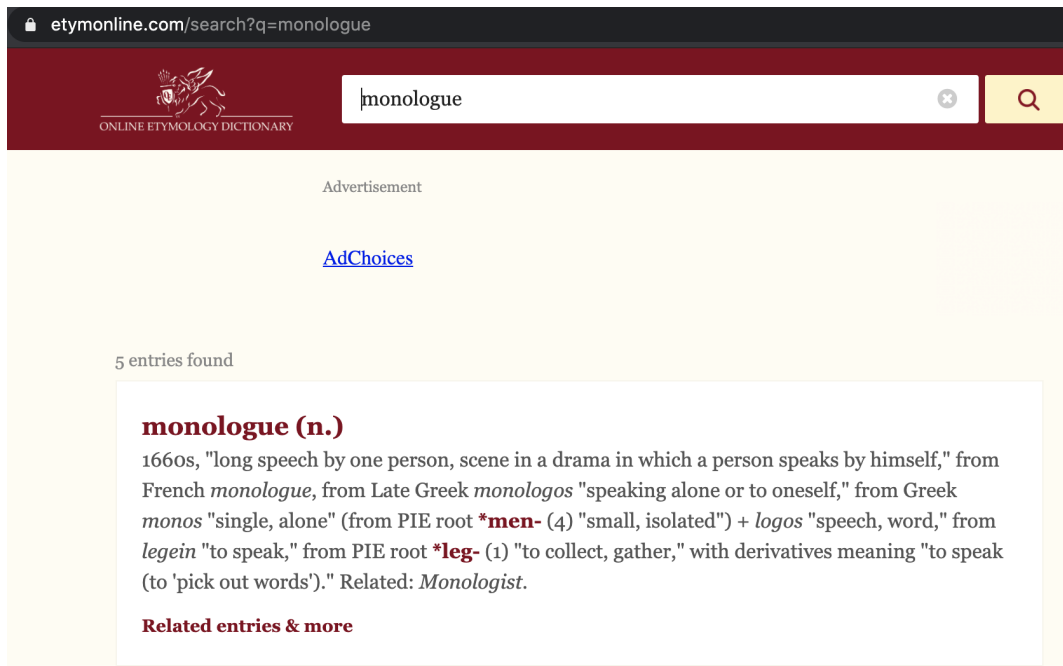 etymonline.com/search?q=monologue
ONLINE ETYMOLOGY DICTIONARY
monologue
Advertisement
AdChoices
5 entries found
monologue (n.)
1660s, "long speech by one person, scene in a drama in which a person speaks by himself," from
French monologue, from Late Greek monologos "speaking alone or to oneself," from Greek
monos "single, alone" (from PIE root *men- (4) "small, isolated") + logos "speech, word," from
legein "to speak," from PIE root *leg- (1) "to collect, gather," with derivatives meaning "to speak
(to 'pick out words')." Related: Monologist.
Related entries & more